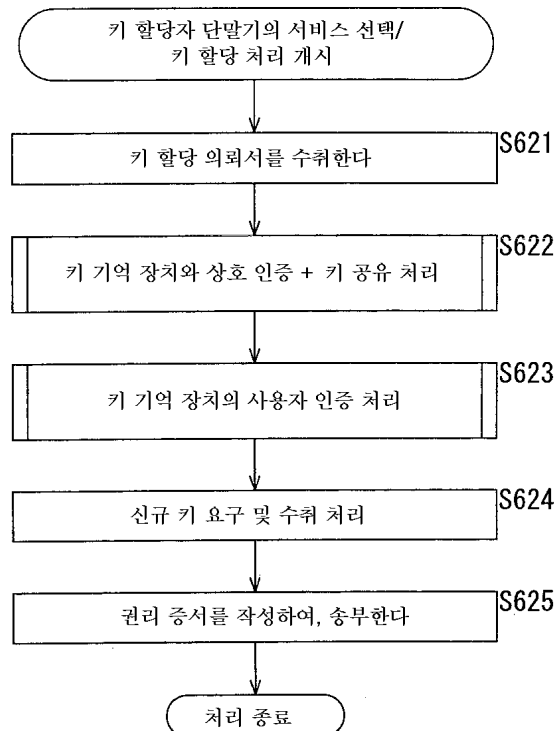 키 할당자 단말기의 서비스 선택/
키 할당 처리 개시
S621
키 할당 의뢰서를 수취한다
S622
키 기억 장치와 상호 인증 + 키 공유 처리
S623
키 기억 장치의 사용자 인증 처리
S624
신규 키 요구 및 수취 처리
S625
권리 증서를 작성하여, 송부한다
처리 종료